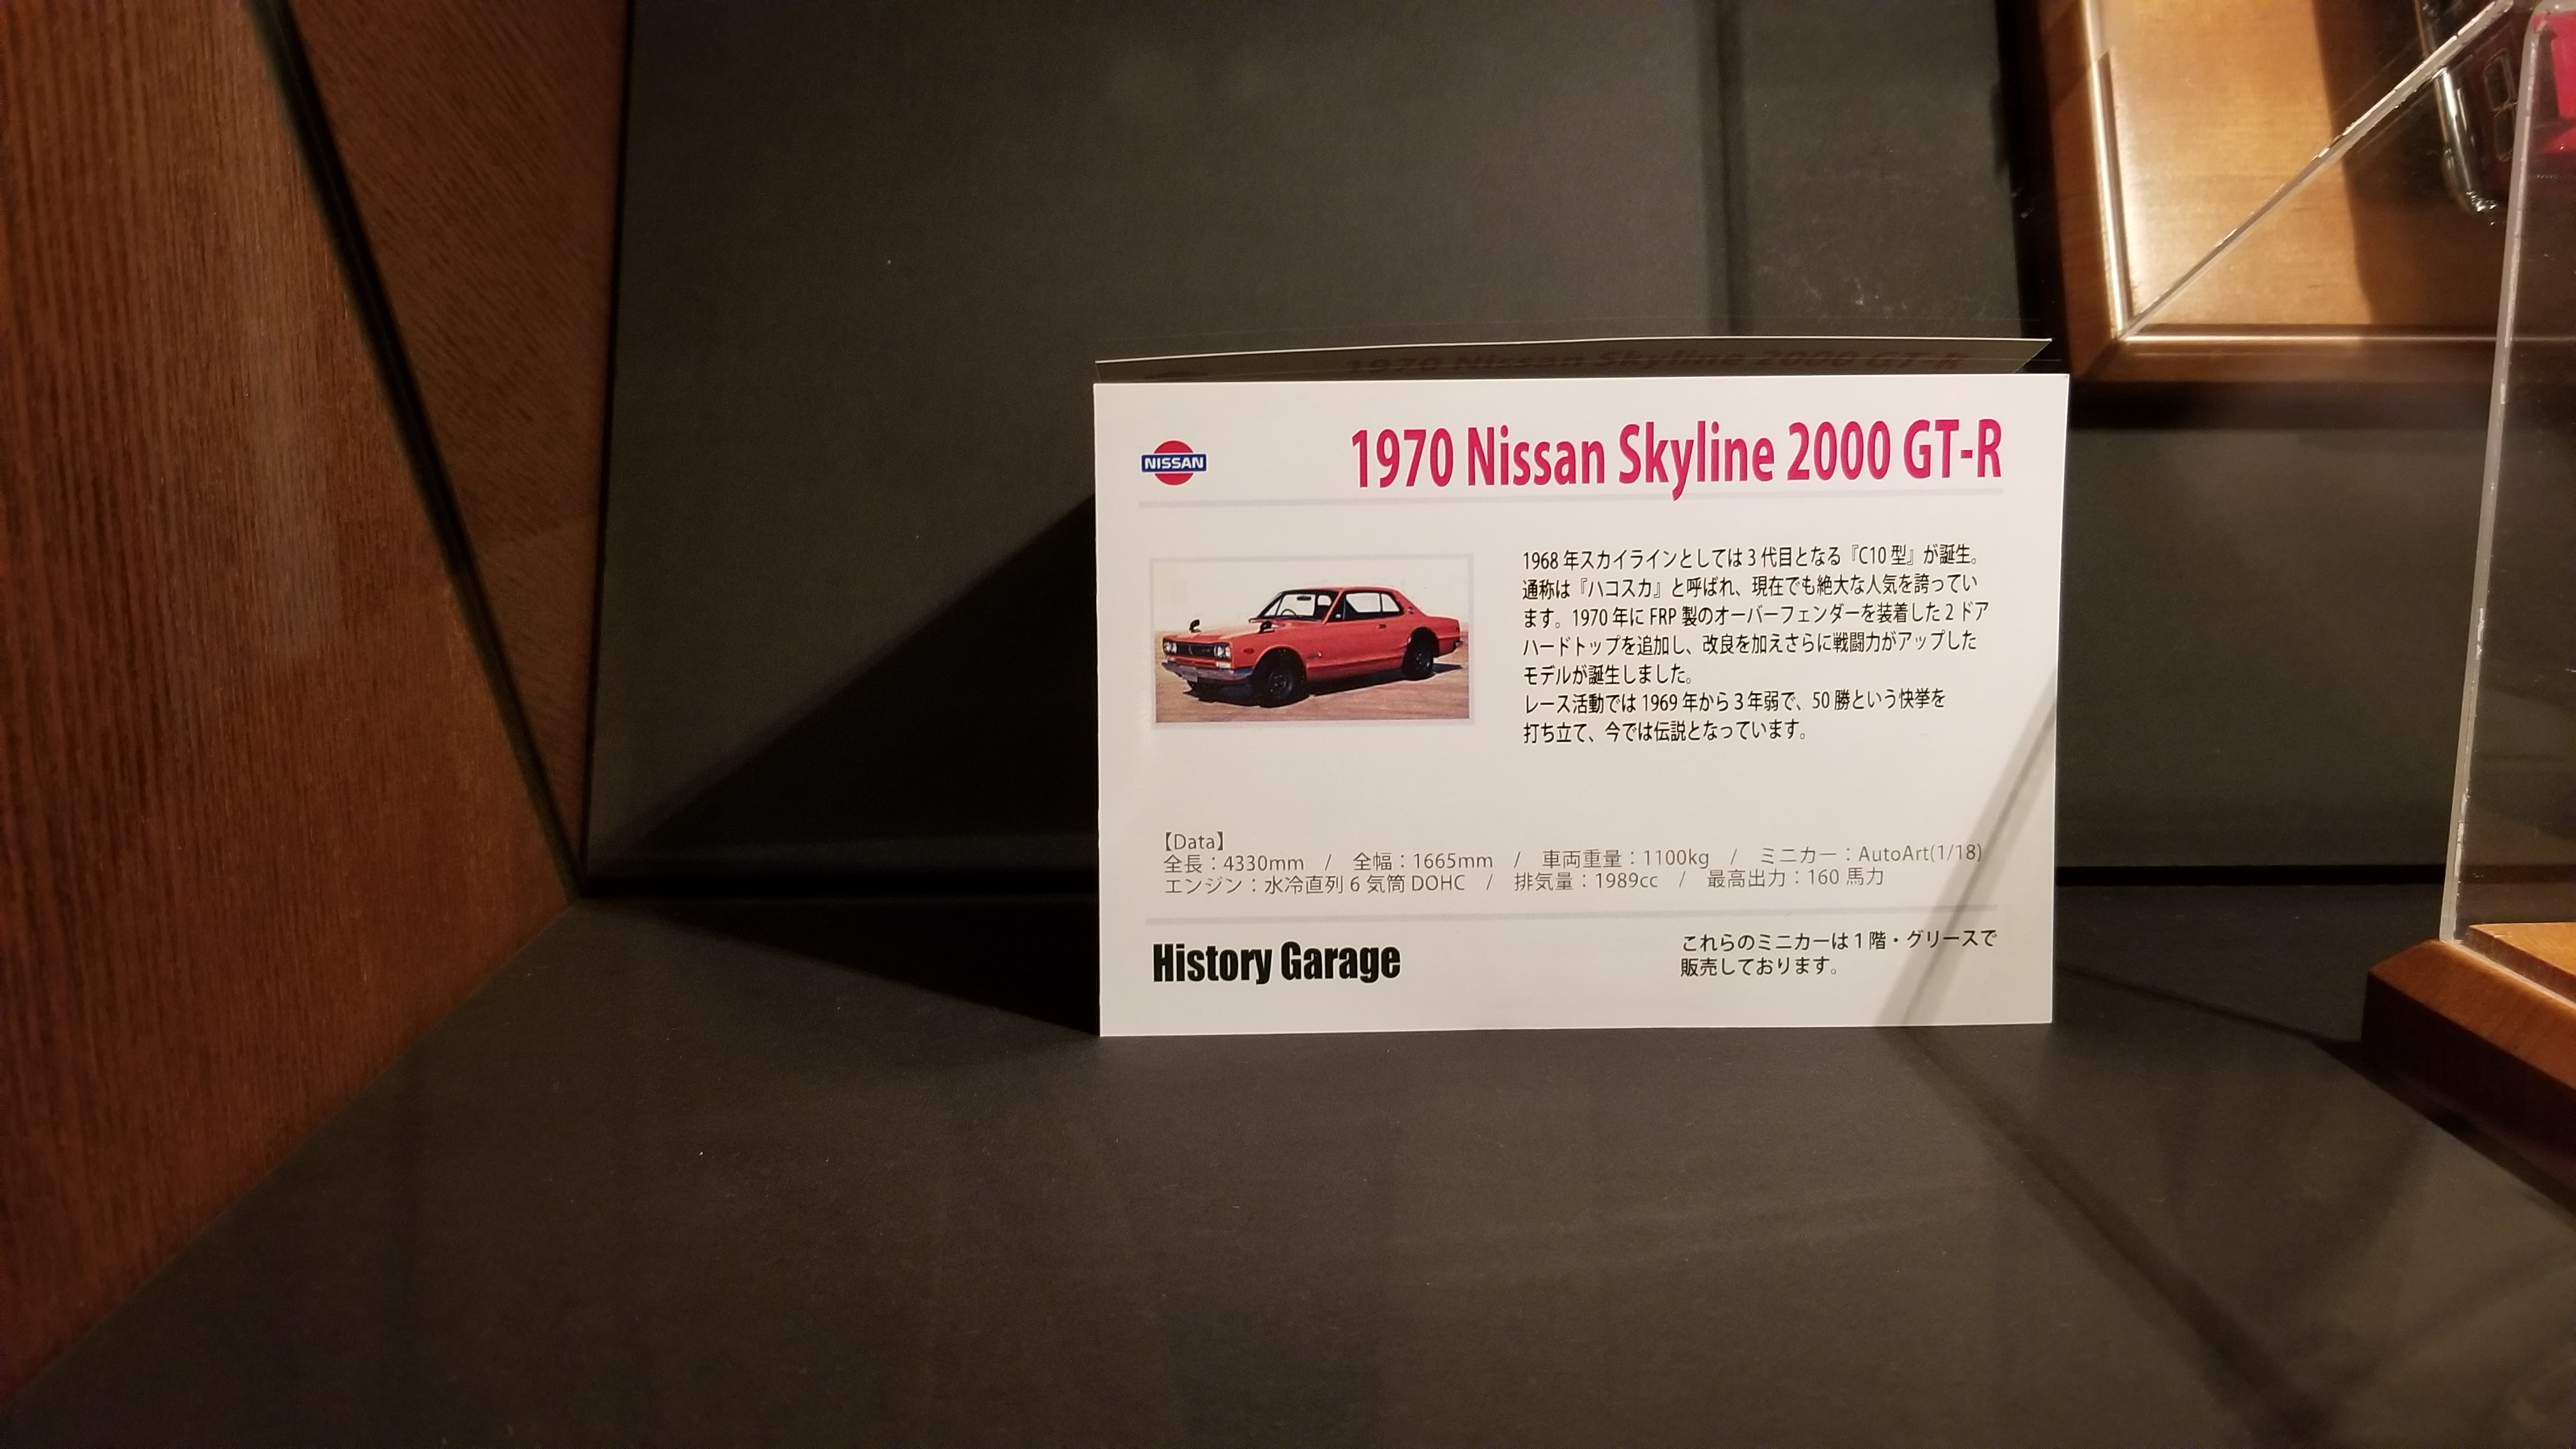 1970 Nissan Skyline 2000 GT-R
NISSAN
1970 Nissan Skyline 2000 GT-R
1968 年スカイラインとしては 3 代目となる『C10 型』が誕生。
通称は『ハコスカ』と呼ばれ、現在でも絶大な人気を誇ってい
ます。1970 年に FRP 製のオーバーフェンダーを装着した 2 ドア
ハードトップを追加し、改良を加えさらに戦闘力がアップした
モデルが誕生しました。
レース活動では 1969 年から 3 年弱で、50 勝という快挙を
打ち立て、今では伝説となっています。
【Data】
全長：4330mm / 全幅：1665mm / 車両重量：1100kg / ミニカー：AutoArt(1/18)
エンジン：水冷直列 6 気筒 DOHC / 排気量：1989cc / 最高出力：160 馬力
History Garage
これらのミニカーは 1 階・グリースで
販売しております。